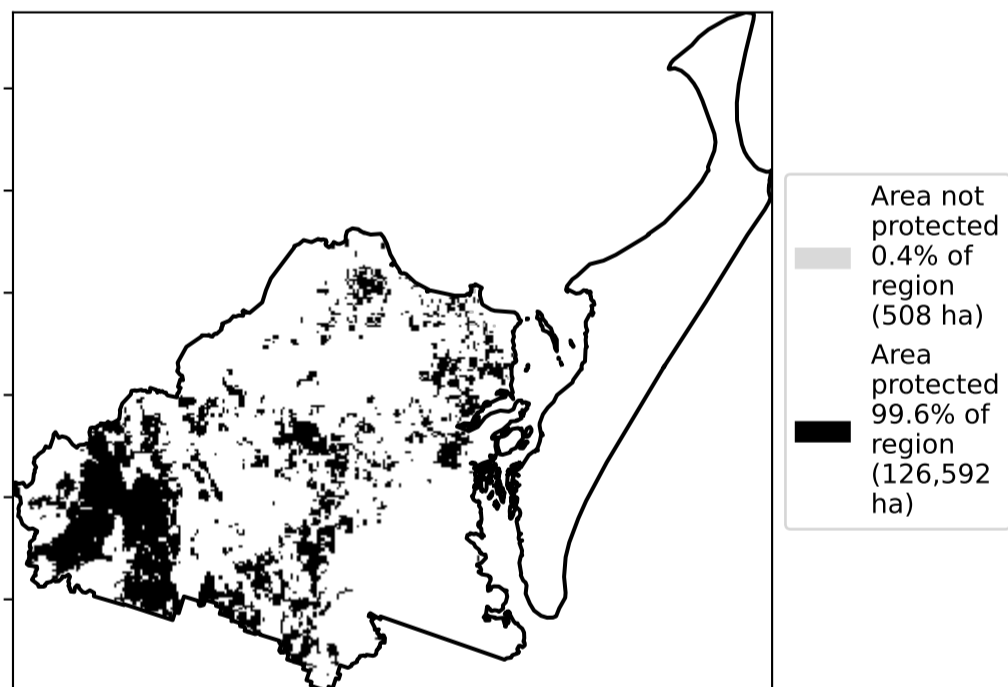 Area not
protected
0.4% of
region
(508 ha)
Area
protected
99.6% of
region
(126,592
ha)